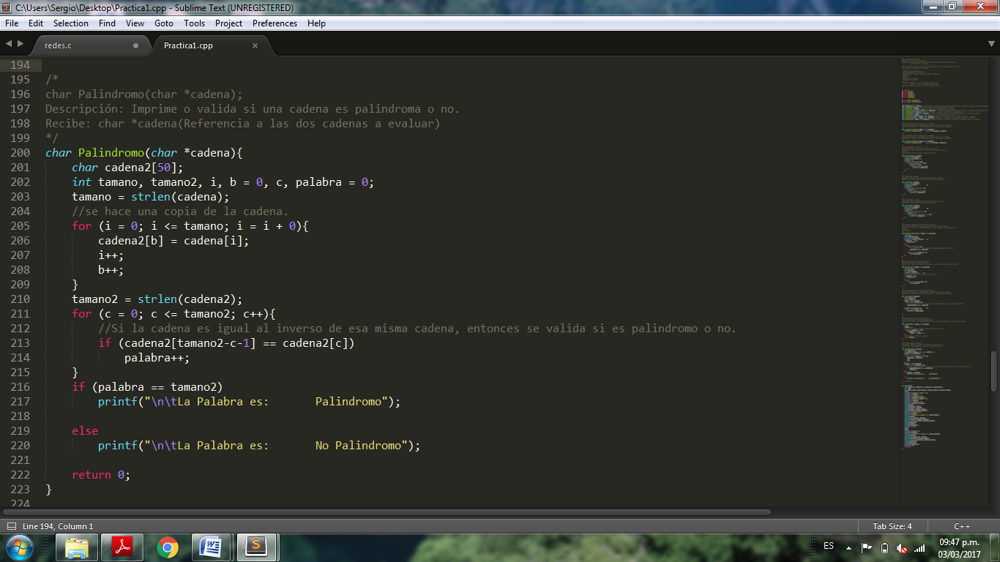 C:\Users\Sergio\Desktop\Practica1.cpp - Sublime Text (UNREGISTERED)
File Edit Selection Find View Goto Tools Project Preferences Help
redes.c
Practica1.cpp
194
195 /*
196 char Palindromo(char *cadena);
197 Descripción: Imprime o valida si una cadena es palindroma o no.
198 Recibe: char *cadena(Referencia a las dos cadenas a evaluar)
199 */
200 char Palindromo(char *cadena){
201 char cadena2[50];
202 int tamano, tamano2, i, b = 0, c, palabra = 0;
203 tamano = strlen(cadena);
204 //se hace una copia de la cadena.
205 for (i = 0; i <= tamano; i = i + 0){
206 cadena2[b] = cadena[i];
207 i++;
208 b++;
209 }
210 tamano2 = strlen(cadena2);
211 for (c = 0; c <= tamano2; c++){
212 //Si la cadena es igual al inverso de esa misma cadena, entonces se valida si es palindromo o no.
213 if (cadena2[tamano2-c-1] == cadena2[c])
214 palabra++;
215 }
216 if (palabra == tamano2)
217 printf("\n\tLa Palabra es:       Palindromo");
218
219 else
220 printf("\n\tLa Palabra es:       No Palindromo");
221
222 return 0;
223 }
224
Line 194, Column 1
Tab Size: 4
C++
ES
09:47 p.m.
03/03/2017